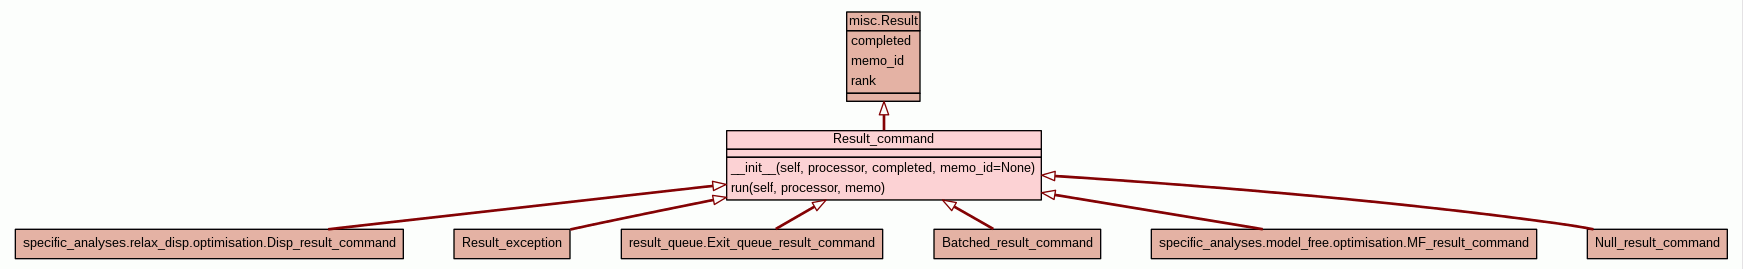 misc.Result
completed
memo_id
rank
Result_command
__init__(self, processor, completed, memo_id=None)
run(self, processor, memo)
specific_analyses.relax_disp.optimisation.Disp_result_command
Result_exception
result_queue.Exit_queue_result_command
Batched_result_command
specific_analyses.model_free.optimisation.MF_result_command
Null_result_command